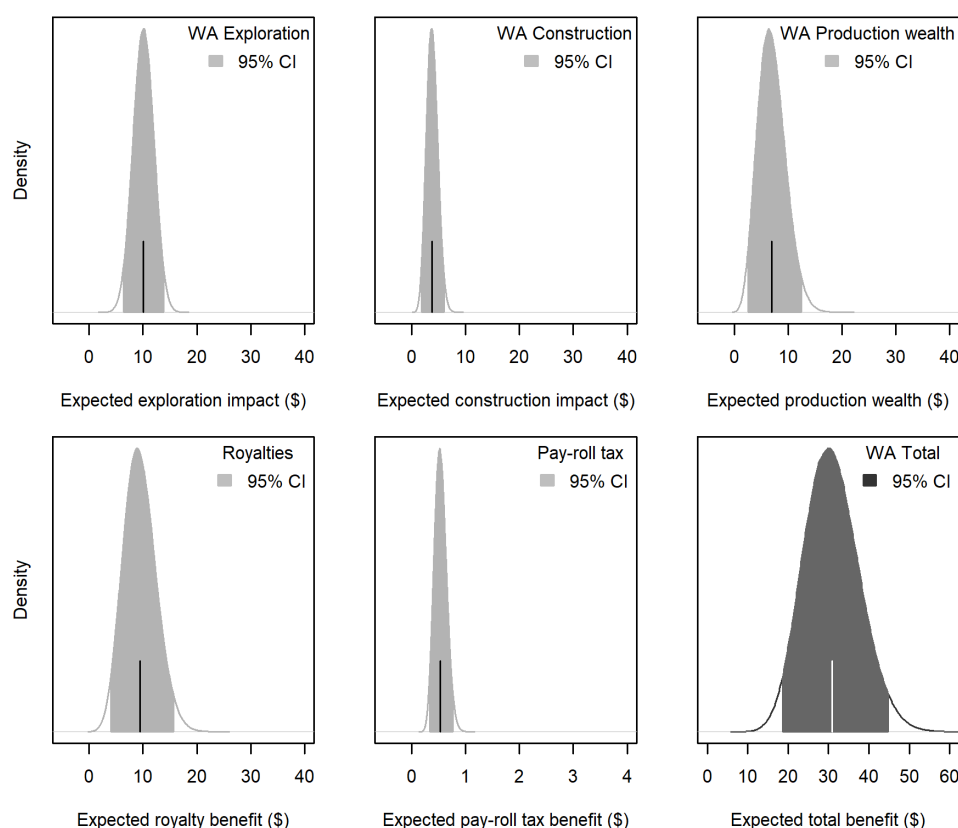 WA Exploration
95% CI
Density
0 10 20 30 40
Expected exploration impact ($)
WA Construction
95% CI
0 10 20 30 40
Expected construction impact ($)
WA Production wealth
95% CI
0 10 20 30 40
Expected production wealth ($)
Royalties
95% CI
Density
0 10 20 30 40
Expected royalty benefit ($)
Pay-roll tax
95% CI
0 1 2 3 4
Expected pay-roll tax benefit ($)
WA Total
95% CI
0 10 20 30 40 50 60
Expected total benefit ($)